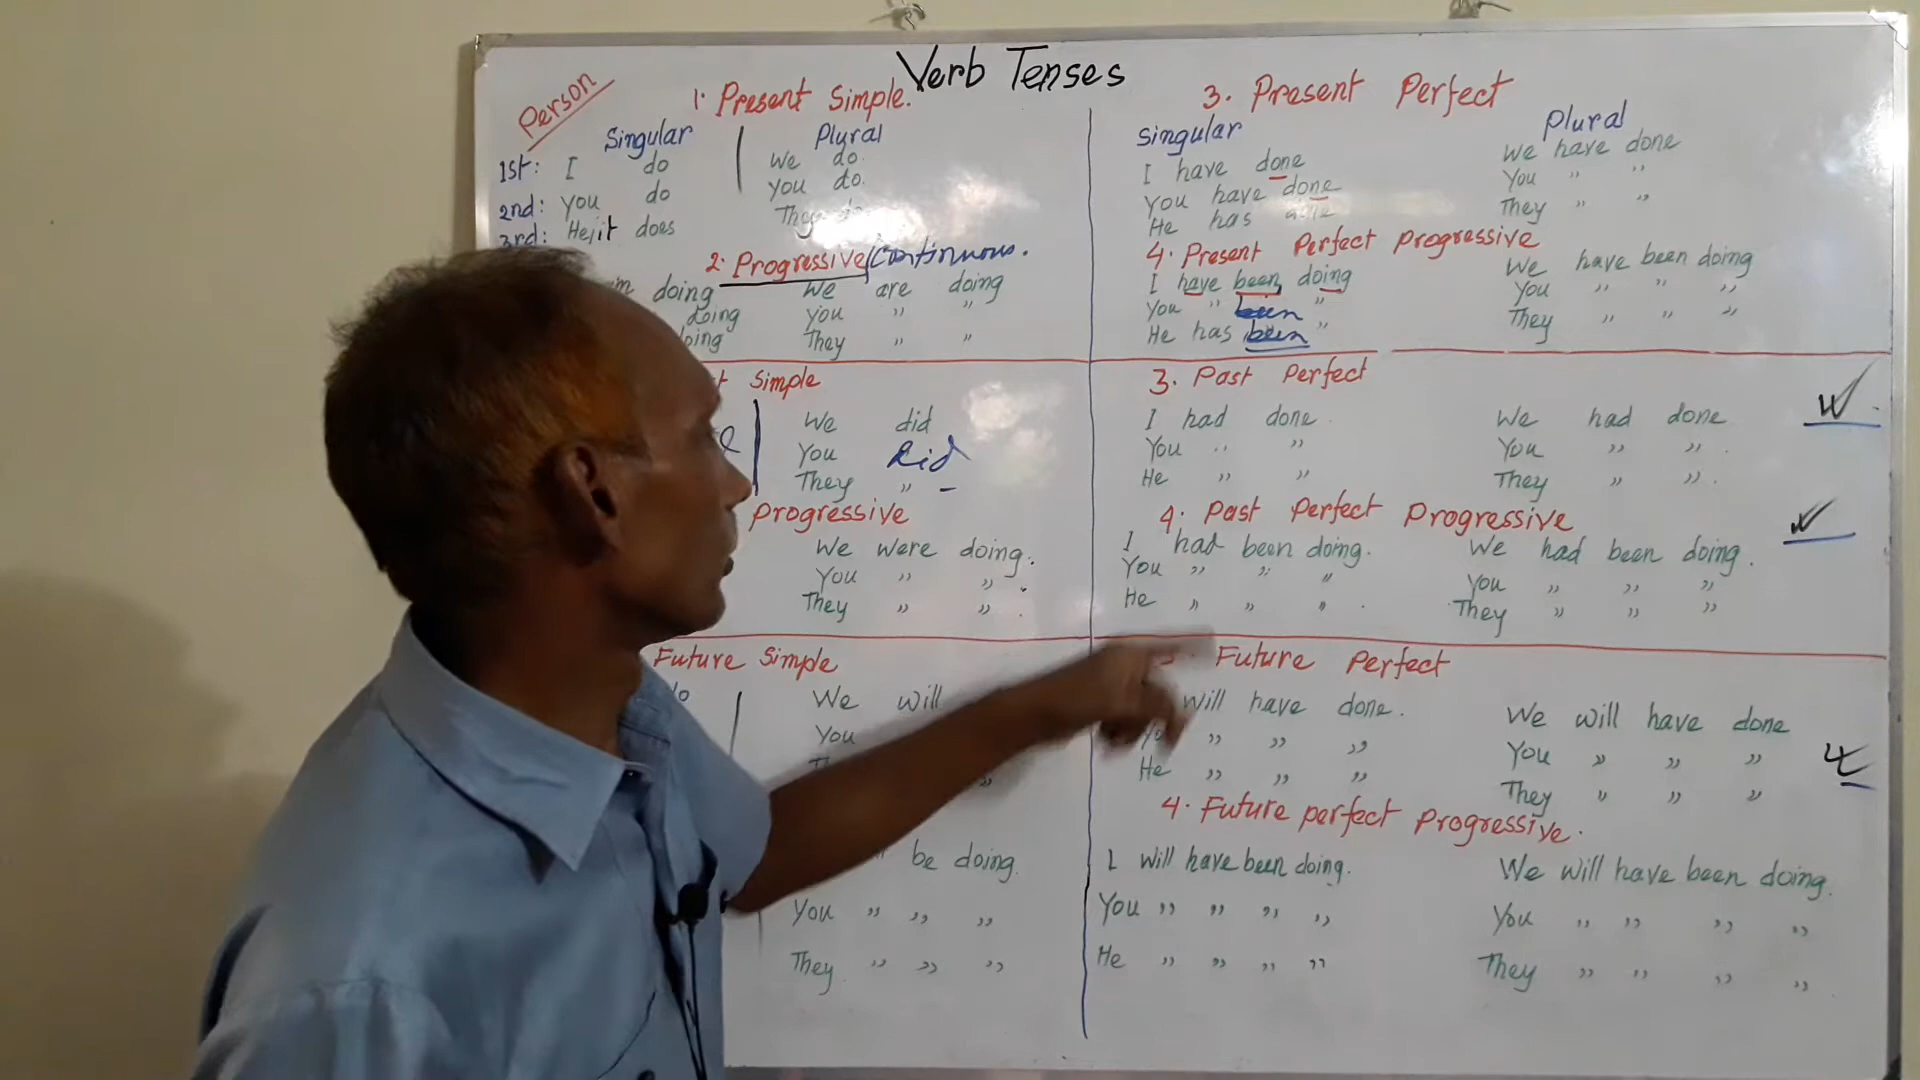 Verb Tenses
Person
1. Present Simple.
Singular Plural
1st: I do We do.
2nd: You do You do.
3rd: He, it does They do
2. Progressive/Continuous.
doing We are doing
doing You " "
They " "
Simple
We did
You did
They "
Progressive
We were doing.
You " "
They " " .
Future Simple
We will
You
be doing.
You " " "
They " " "
3. Present Perfect
Singular Plural
I have done We have done
You have done You " "
He has They " "
4. Present Perfect Progressive
I have been doing We have been doing
You " been " You " " "
He has been " They " " "
3. Past Perfect
I had done. We had done
You " " You " " .
He " " They " " .
4. Past Perfect Progressive
I had been doing. We had been doing.
You " " " You " " "
He " " " . They " " "
Future Perfect
will have done. We will have done
" " " You " " "
He " " " They " " "
4. Future perfect Progressive.
I will have been doing. We will have been doing.
You " " " " You " " " "
He " " " " They " " " "